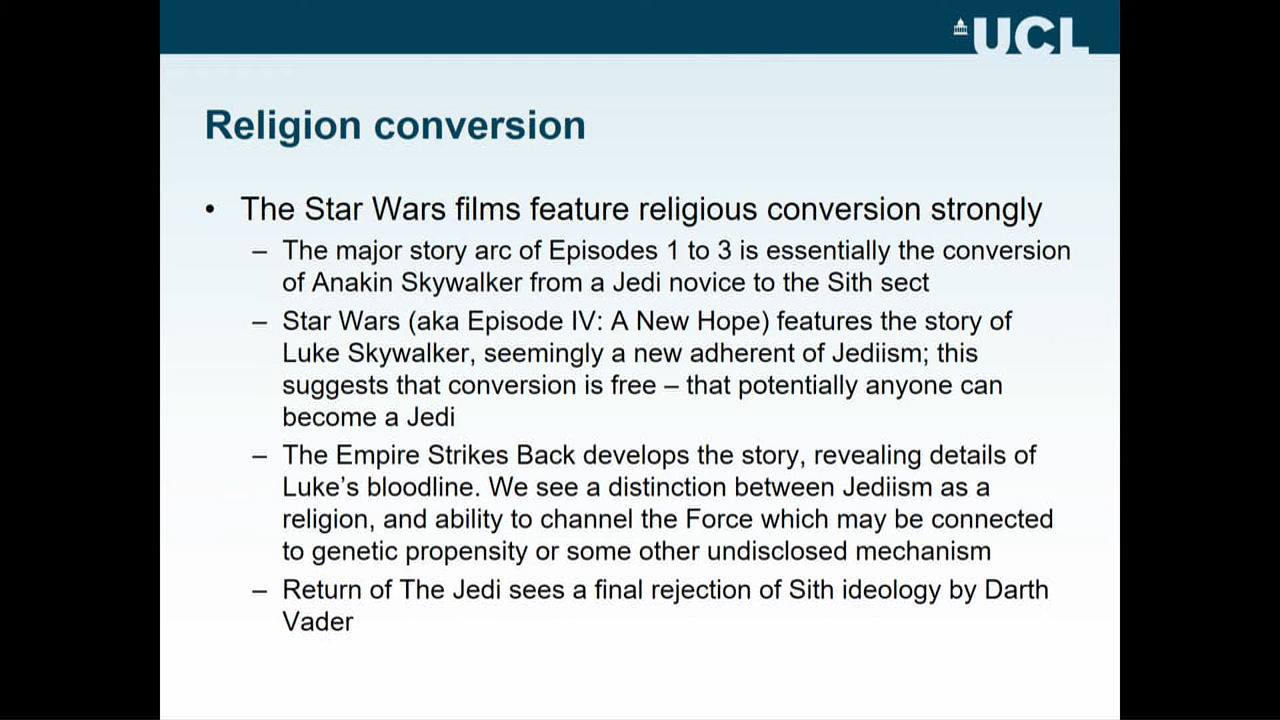 UCL
Religion conversion
• The Star Wars films feature religious conversion strongly
– The major story arc of Episodes 1 to 3 is essentially the conversion
of Anakin Skywalker from a Jedi novice to the Sith sect
– Star Wars (aka Episode IV: A New Hope) features the story of
Luke Skywalker, seemingly a new adherent of Jediism; this
suggests that conversion is free – that potentially anyone can
become a Jedi
– The Empire Strikes Back develops the story, revealing details of
Luke’s bloodline. We see a distinction between Jediism as a
religion, and ability to channel the Force which may be connected
to genetic propensity or some other undisclosed mechanism
– Return of The Jedi sees a final rejection of Sith ideology by Darth
Vader